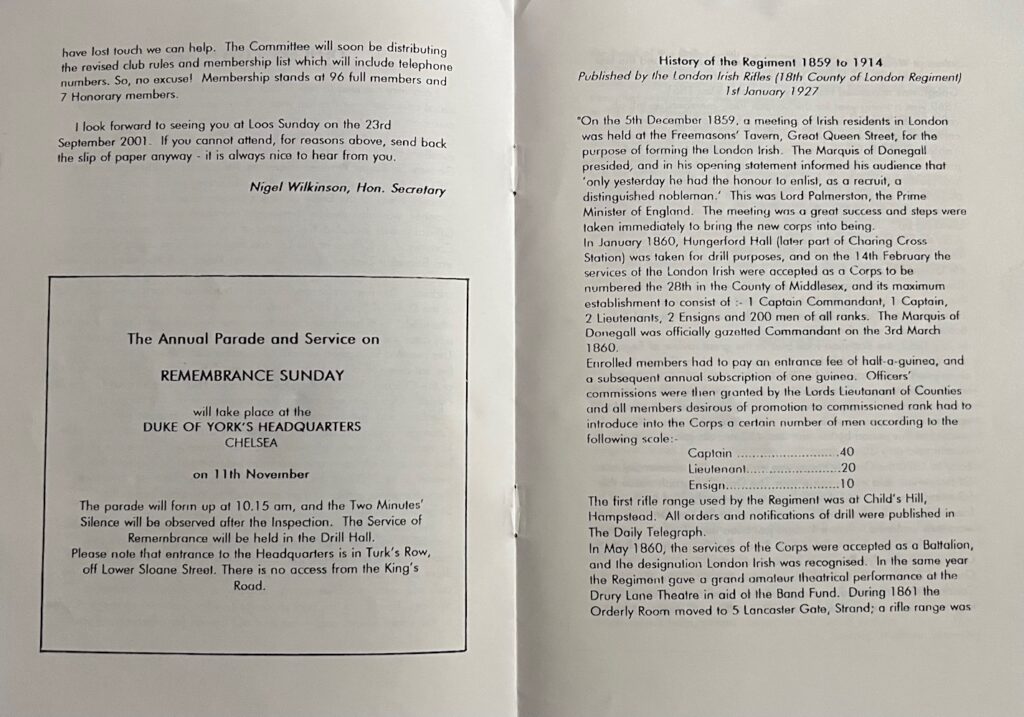 have lost touch we can help. The Committee will soon be distributing
the revised club rules and membership list which will include telephone
numbers. So, no excuse! Membership stands at 96 full members and
7 Honorary members.
I look forward to seeing you at Loos Sunday on the 23rd
September 2001. If you cannot attend, for reasons above, send back
the slip of paper anyway - it is always nice to hear from you.
Nigel Wilkinson, Hon. Secretary
The Annual Parade and Service on
REMEMBRANCE SUNDAY
will take place at the
DUKE OF YORK'S HEADQUARTERS
CHELSEA
on 11th November
The parade will form up at 10.15 am, and the Two Minutes'
Silence will be observed after the Inspection. The Service of
Remembrance will be held in the Drill Hall.
Please note that entrance to the Headquarters is in Turk's Row,
off Lower Sloane Street. There is no access from the King's
Road.
History of the Regiment 1859 to 1914
Published by the London Irish Rifles (18th County of London Regiment)
1st January 1927
"On the 5th December 1859, a meeting of Irish residents in London
was held at the Freemasons' Tavern, Great Queen Street, for the
purpose of forming the London Irish. The Marquis of Donegall
presided, and in his opening statement informed his audience that
'only yesterday he had the honour to enlist, as a recruit, a
distinguished nobleman.' This was Lord Palmerston, the Prime
Minister of England. The meeting was a great success and steps were
taken immediately to bring the new corps into being.
In January 1860, Hungerford Hall (later part of Charing Cross
Station) was taken for drill purposes, and on the 14th February the
services of the London Irish were accepted as a Corps to be
numbered the 28th in the County of Middlesex, and its maximum
establishment to consist of :- 1 Captain Commandant, 1 Captain,
2 Lieutenants, 2 Ensigns and 200 men of all ranks. The Marquis of
Donegall was officially gazetted Commandant on the 3rd March
1860.
Enrolled members had to pay an entrance fee of half-a-guinea, and
a subsequent annual subscription of one guinea. Officers'
commissions were then granted by the Lords Lieutanant of Counties
and all members desirous of promotion to commissioned rank had to
introduce into the Corps a certain number of men according to the
following scale:-
Captain .......................40
Lieutenant.....................20
Ensign.........................10
The first rifle range used by the Regiment was at Child's Hill,
Hampstead. All orders and notifications of drill were published in
The Daily Telegraph.
In May 1860, the services of the Corps were accepted as a Battalion,
and the designation London Irish was recognised. In the same year
the Regiment gave a grand amateur theatrical performance at the
Drury Lane Theatre in aid of the Band Fund. During 1861 the
Orderly Room moved to 5 Lancaster Gate, Strand; a rifle range was